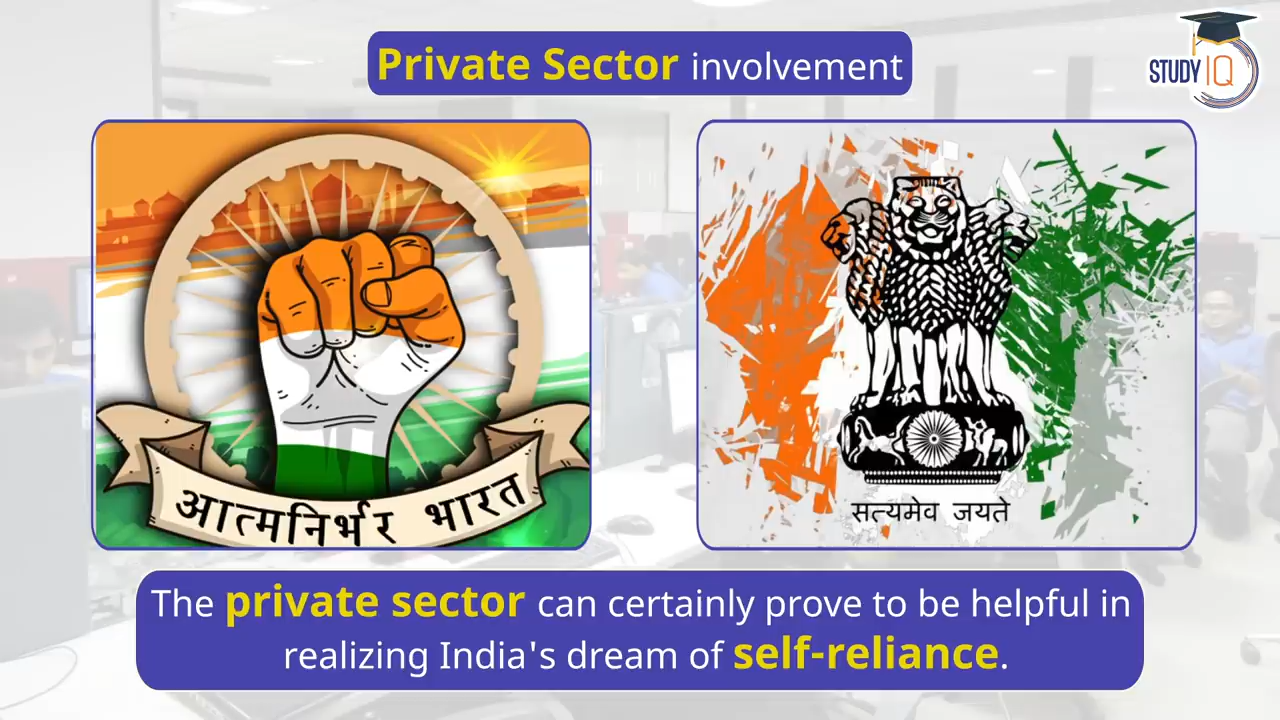 Private Sector involvement
STUDY IQ
आत्मनिर्भर भारत
सत्यमेव जयते
The private sector can certainly prove to be helpful in
realizing India's dream of self-reliance.